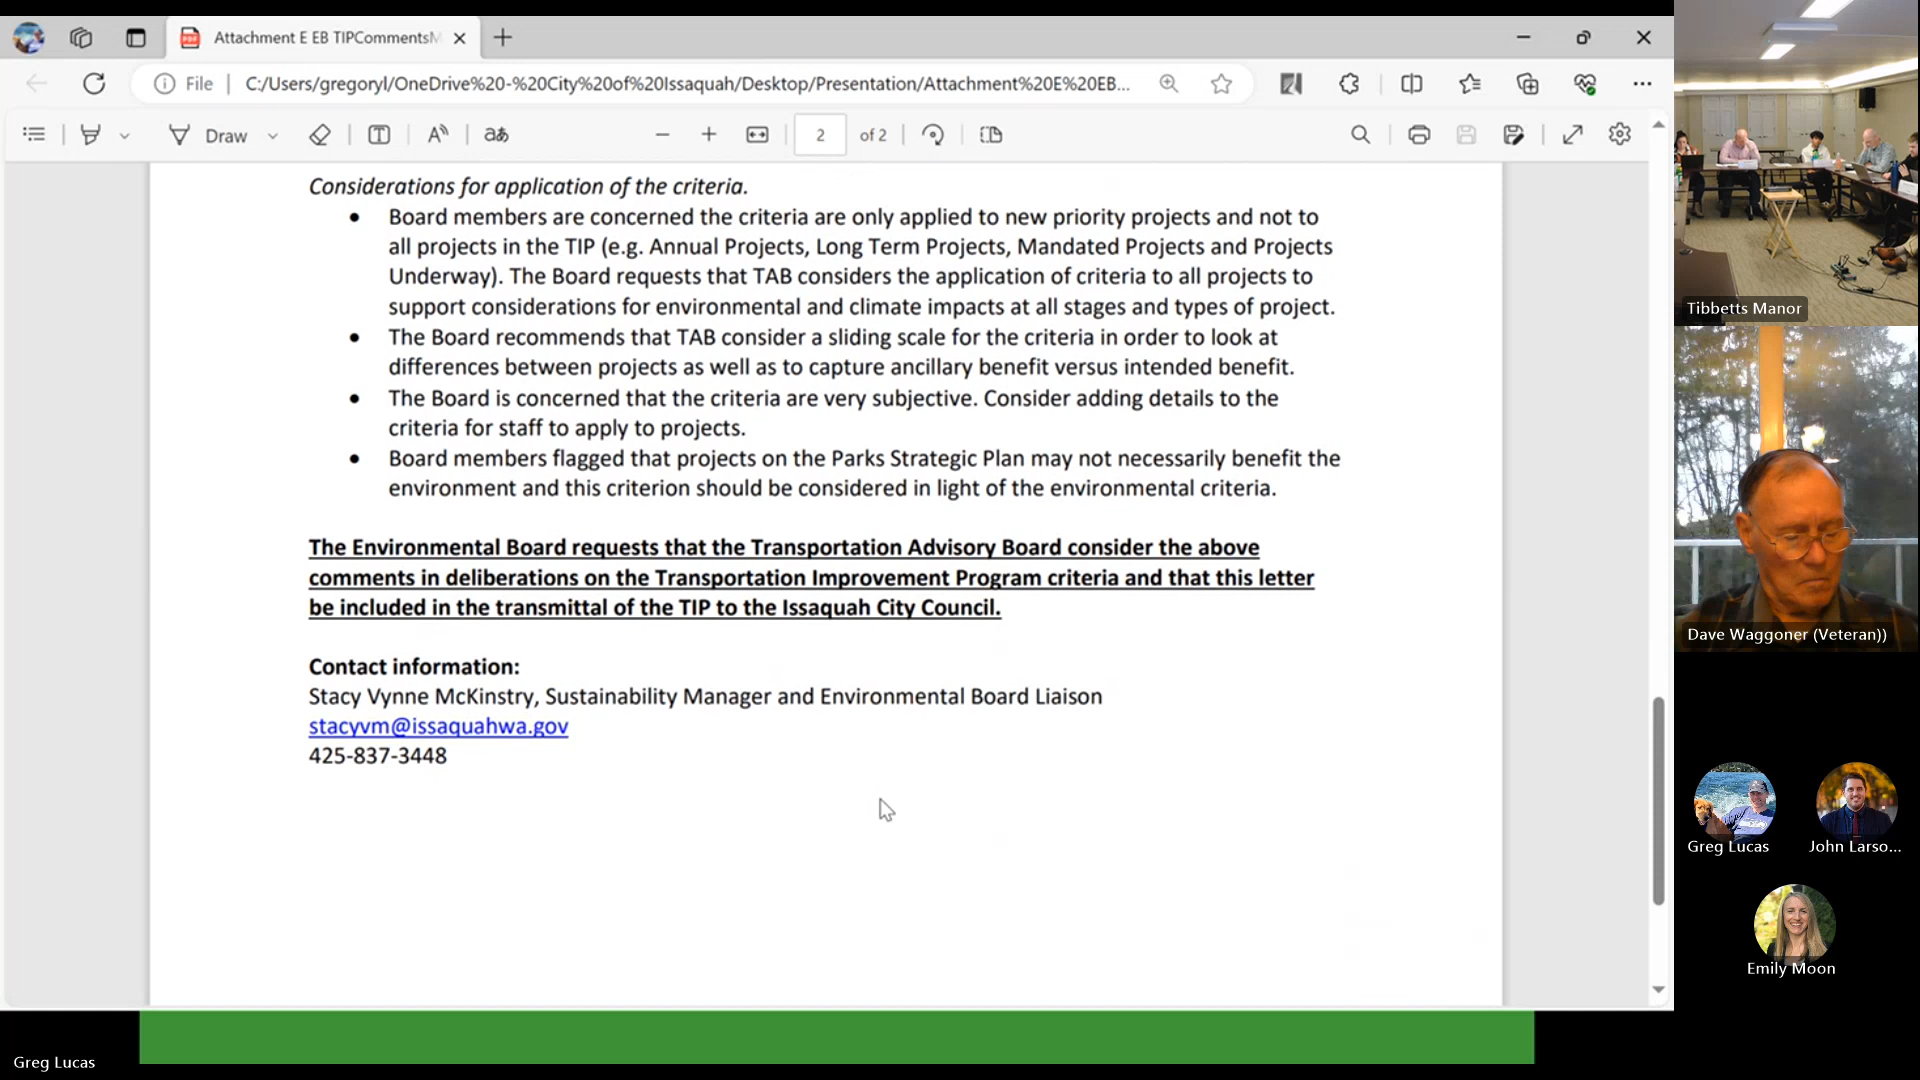 Attachment E EB TIPCommentsM
File
C:/Users/gregoryl/OneDrive%20-%20City%20of%20Issaquah/Desktop/Presentation/Attachment%20E%20EB...
Draw
2 of 2
Considerations for application of the criteria.
• Board members are concerned the criteria are only applied to new priority projects and not to
all projects in the TIP (e.g. Annual Projects, Long Term Projects, Mandated Projects and Projects
Underway). The Board requests that TAB considers the application of criteria to all projects to
support considerations for environmental and climate impacts at all stages and types of project.
• The Board recommends that TAB consider a sliding scale for the criteria in order to look at
differences between projects as well as to capture ancillary benefit versus intended benefit.
• The Board is concerned that the criteria are very subjective. Consider adding details to the
criteria for staff to apply to projects.
• Board members flagged that projects on the Parks Strategic Plan may not necessarily benefit the
environment and this criterion should be considered in light of the environmental criteria.
The Environmental Board requests that the Transportation Advisory Board consider the above
comments in deliberations on the Transportation Improvement Program criteria and that this letter
be included in the transmittal of the TIP to the Issaquah City Council.
Contact information:
Stacy Vynne McKinstry, Sustainability Manager and Environmental Board Liaison
stacyvm@issaquahwa.gov
425-837-3448
Greg Lucas
Tibbetts Manor
Dave Waggoner (Veteran))
Greg Lucas
John Larso...
Emily Moon